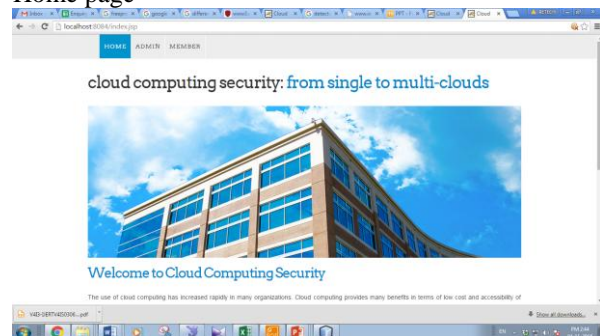 Home page
localhost:8084/index.jsp
HOME ADMIN MEMBER
cloud computing security: from single to multi-clouds
Welcome to Cloud Computing Security
The use of cloud computing has increased rapidly in many organizations. Cloud computing provides many benefits in terms of low cost and accessibility of
Show all downloads...